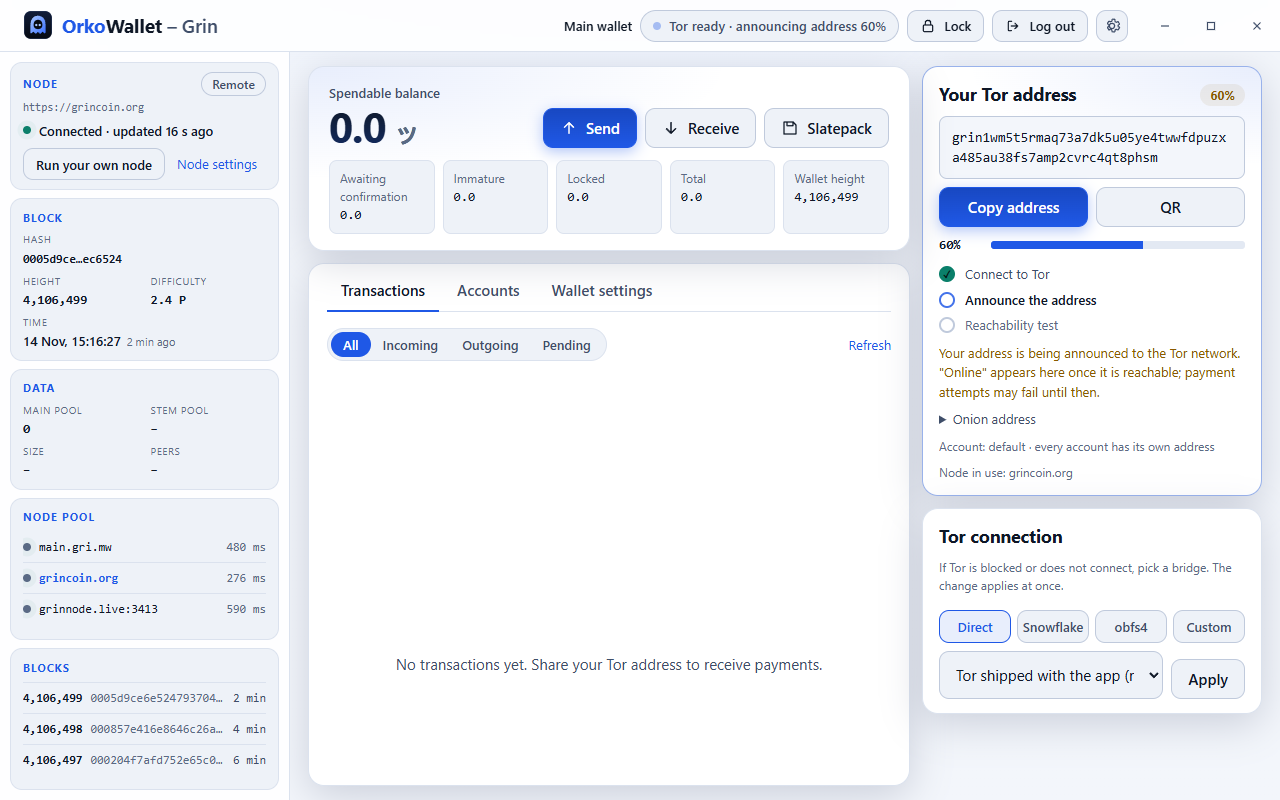 OrkoWallet – Grin
Main wallet
Tor ready · announcing address 60%
Lock
Log out
NODE
Remote
https://grincoin.org
Connected · updated 16 s ago
Run your own node
Node settings
BLOCK
HASH
0005d9ce…ec6524
HEIGHT
DIFFICULTY
4,106,499
2.4 P
TIME
14 Nov, 15:16:27 2 min ago
DATA
MAIN POOL
STEM POOL
0
–
SIZE
PEERS
–
–
NODE POOL
main.gri.mw
480 ms
grincoin.org
276 ms
grinnode.live:3413
590 ms
BLOCKS
4,106,499 0005d9ce6e524793704… 2 min
4,106,498 000857e416e8646c26a… 4 min
4,106,497 000204f7afd752e65c0… 6 min
Spendable balance
0.0 ツ
Send
Receive
Slatepack
Awaiting
confirmation
0.0
Immature
0.0
Locked
0.0
Total
0.0
Wallet height
4,106,499
Transactions
Accounts
Wallet settings
All
Incoming
Outgoing
Pending
Refresh
No transactions yet. Share your Tor address to receive payments.
Your Tor address
60%
grin1wm5t5rmaq73a7dk5u05ye4twwfdpuzx
a485au38fs7amp2cvrc4qt8phsm
Copy address
QR
60%
Connect to Tor
Announce the address
Reachability test
Your address is being announced to the Tor network.
"Online" appears here once it is reachable; payment
attempts may fail until then.
Onion address
Account: default · every account has its own address
Node in use: grincoin.org
Tor connection
If Tor is blocked or does not connect, pick a bridge. The
change applies at once.
Direct
Snowflake
obfs4
Custom
Tor shipped with the app (r
Apply